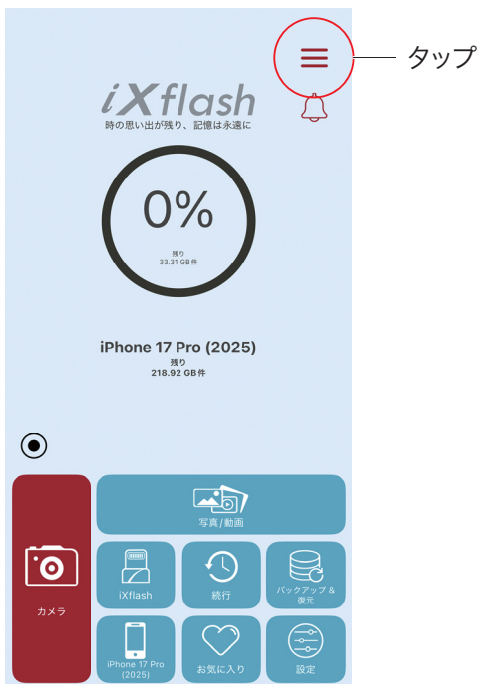 タップ
iXflash
時の思い出が残り、記憶は永遠に
0%
残り
33.31 GB 件
iPhone 17 Pro (2025)
残り
218.92 GB 件
写真/動画
カメラ
iXflash
続行
バックアップ &
復元
iPhone 17 Pro
(2025)
お気に入り
設定